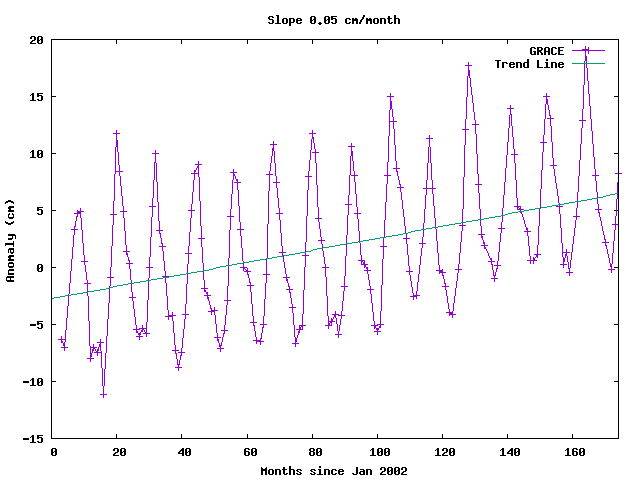 Slope 0.05 cm/month
GRACE
Trend Line
20
15
10
5
0
-5
-10
-15
Anomaly (cm)
0 20 40 60 80 100 120 140 160
Months since Jan 2002